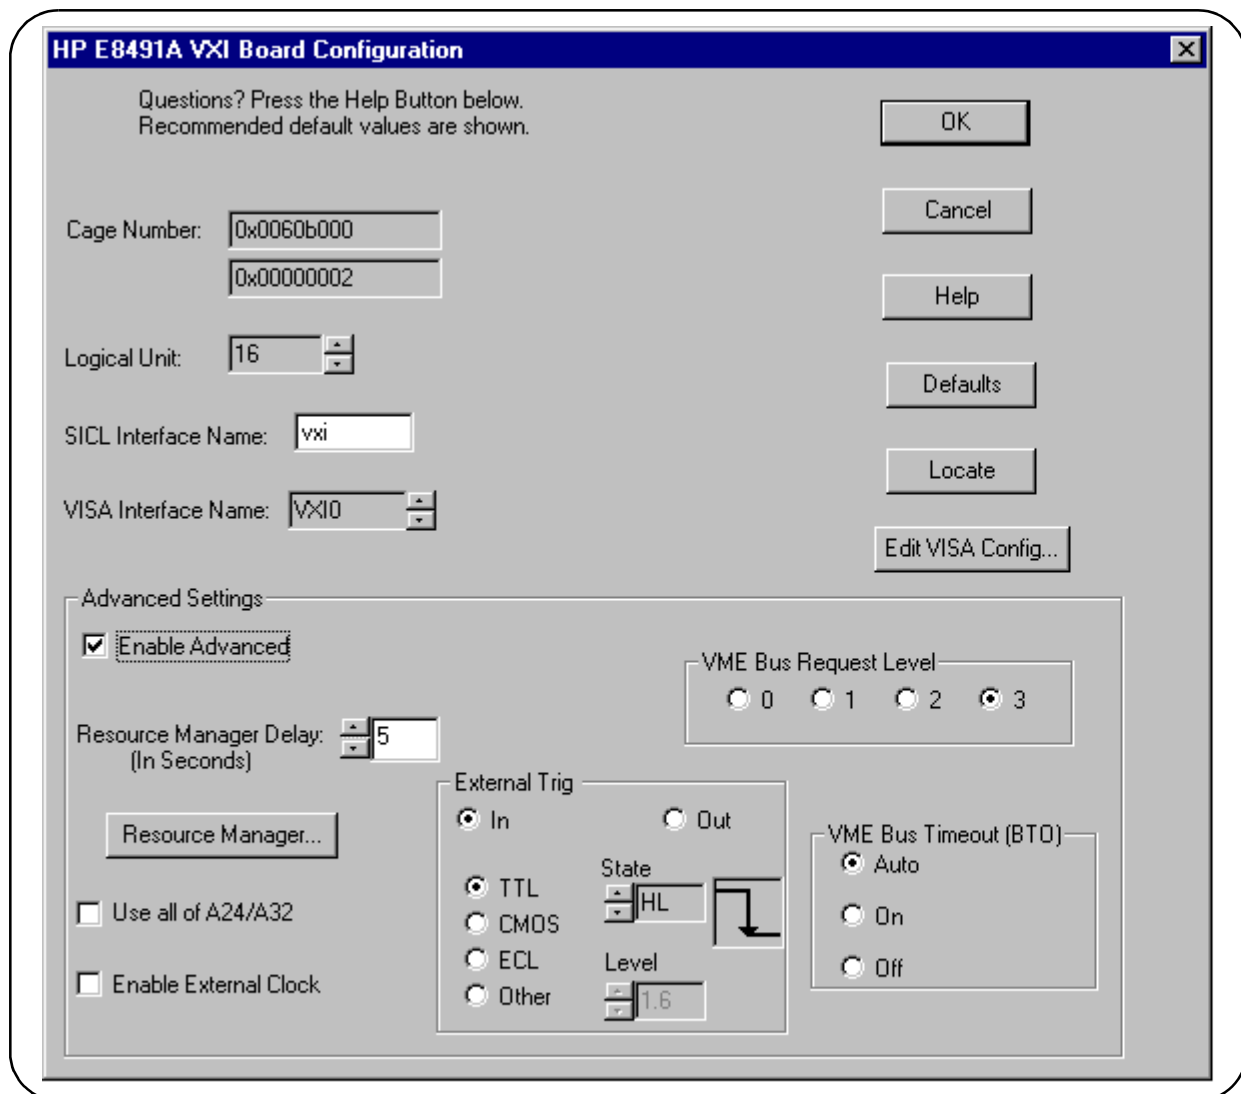 HP E8491A VXI Board Configuration
Questions? Press the Help Button below.
Recommended default values are shown.
OK
Cancel
Help
Defaults
Locate
Edit VISA Config...
Cage Number:
0x0060b000
0x00000002
Logical Unit:
16
SICL Interface Name:
vxi
VISA Interface Name:
VXI0
Advanced Settings
Enable Advanced
VME Bus Request Level
0 1 2 3
Resource Manager Delay:
(In Seconds)
5
Resource Manager...
Use all of A24/A32
Enable External Clock
External Trig
In Out
TTL
CMOS
ECL
Other
State
HL
Level
1.6
VME Bus Timeout (BTO)
Auto
On
Off